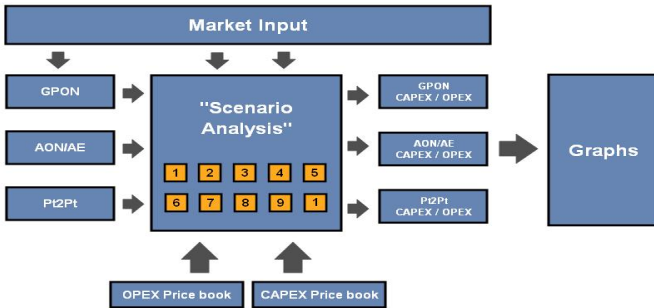 Market Input
GPON
AON/AE
Pt2Pt
"Scenario
Analysis"
1 2 3 4 5
6 7 8 9 1
GPON
CAPEX / OPEX
AON/AE
CAPEX / OPEX
Pt2Pt
CAPEX / OPEX
Graphs
OPEX Price book
CAPEX Price book